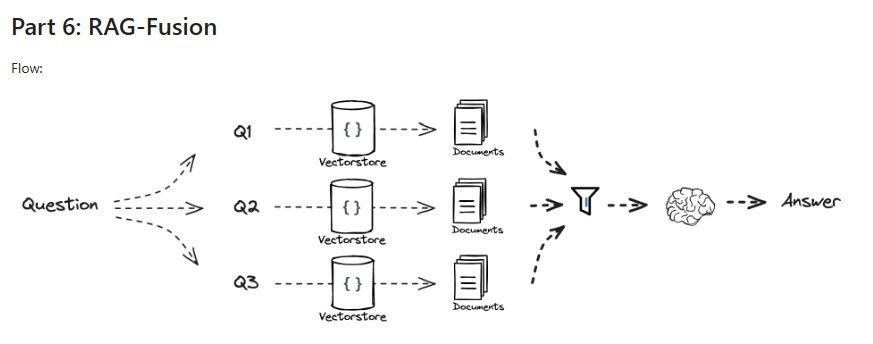 Part 6: RAG-Fusion
Flow:
Question
Q1
{}
Vectorstore
Documents
Q2
{}
Vectorstore
Documents
Q3
{}
Vectorstore
Documents
Answer